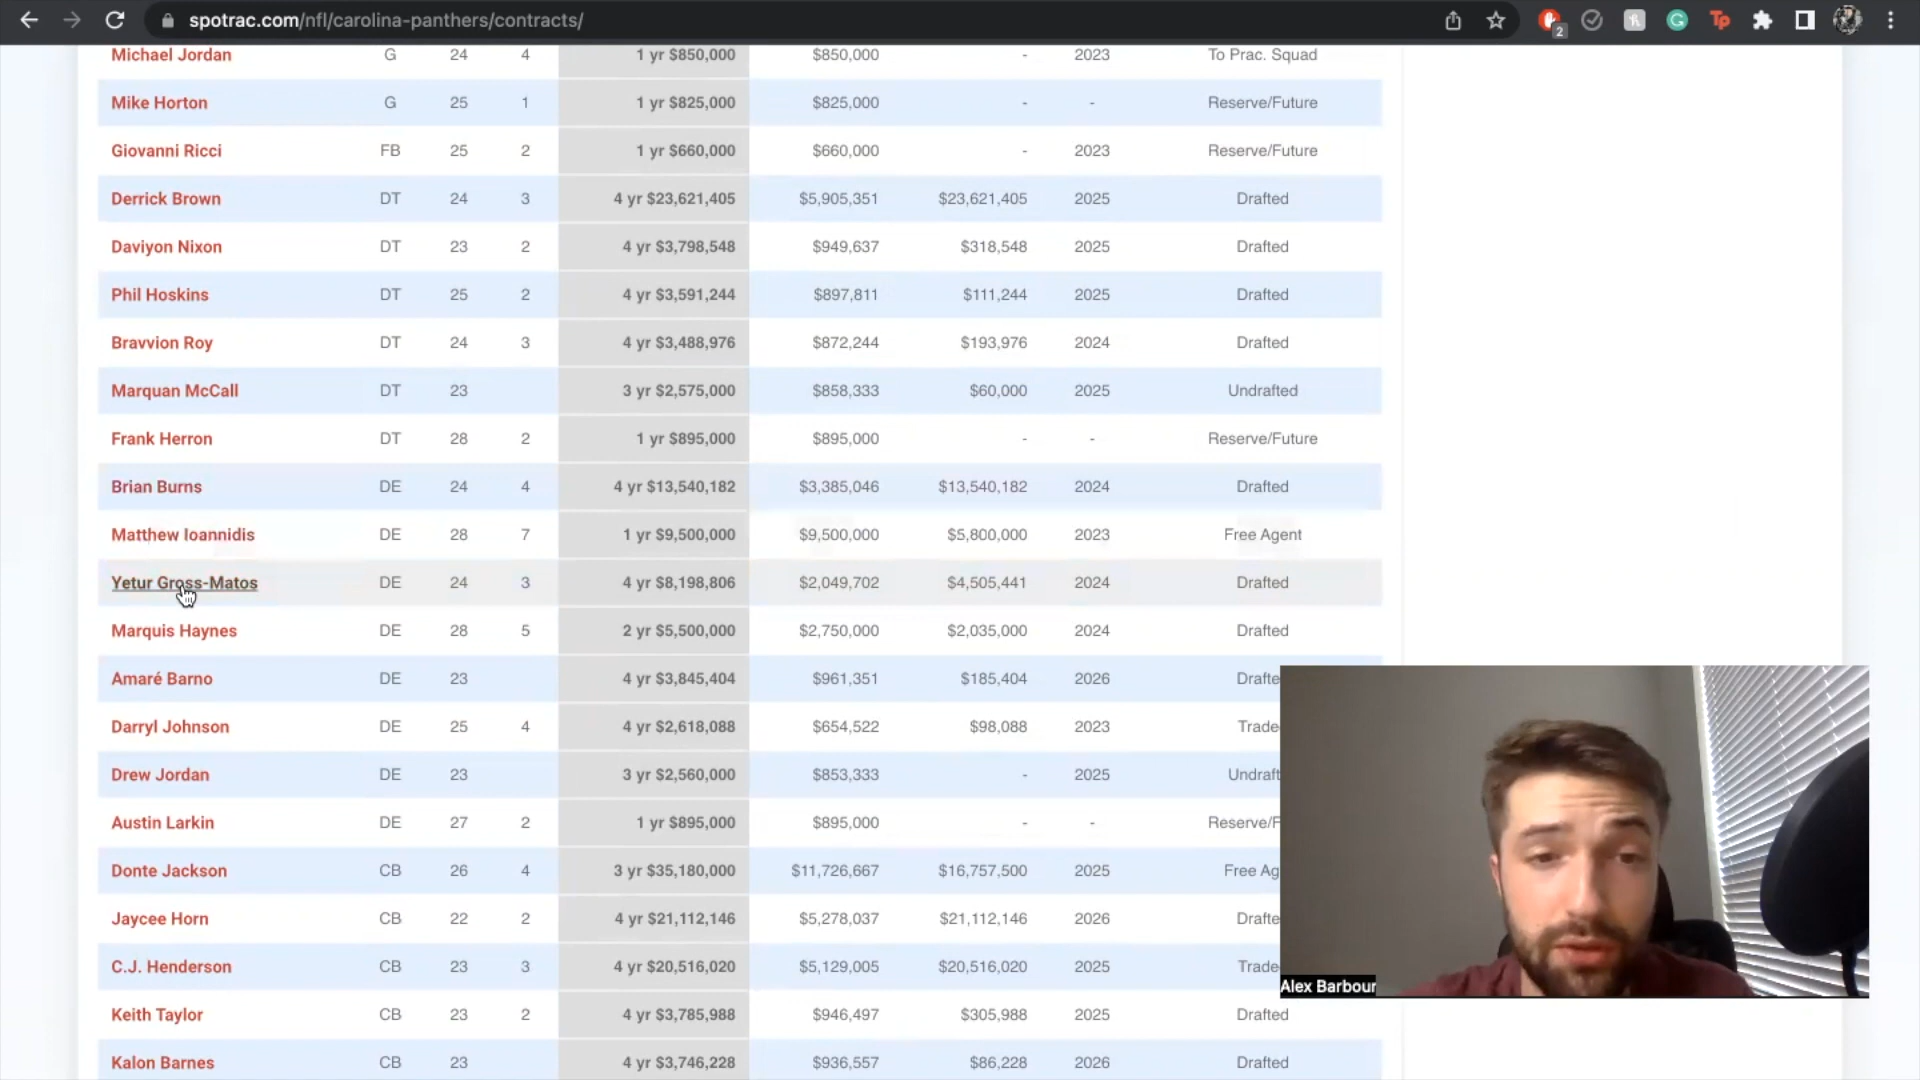 spotrac.com/nfl/carolina-panthers/contracts/
2
Michael Jordan G 24 4 1 yr $850,000 $850,000 - 2023 To Prac. Squad
Mike Horton G 25 1 1 yr $825,000 $825,000 - - Reserve/Future
Giovanni Ricci FB 25 2 1 yr $660,000 $660,000 - 2023 Reserve/Future
Derrick Brown DT 24 3 4 yr $23,621,405 $5,905,351 $23,621,405 2025 Drafted
Daviyon Nixon DT 23 2 4 yr $3,798,548 $949,637 $318,548 2025 Drafted
Phil Hoskins DT 25 2 4 yr $3,591,244 $897,811 $111,244 2025 Drafted
Bravvion Roy DT 24 3 4 yr $3,488,976 $872,244 $193,976 2024 Drafted
Marquan McCall DT 23 3 yr $2,575,000 $858,333 $60,000 2025 Undrafted
Frank Herron DT 28 2 1 yr $895,000 $895,000 - - Reserve/Future
Brian Burns DE 24 4 4 yr $13,540,182 $3,385,046 $13,540,182 2024 Drafted
Matthew Ioannidis DE 28 7 1 yr $9,500,000 $9,500,000 $5,800,000 2023 Free Agent
Yetur Gross-Matos DE 24 3 4 yr $8,198,806 $2,049,702 $4,505,441 2024 Drafted
Marquis Haynes DE 28 5 2 yr $5,500,000 $2,750,000 $2,035,000 2024 Drafted
Amaré Barno DE 23 4 yr $3,845,404 $961,351 $185,404 2026 Drafte
Darryl Johnson DE 25 4 4 yr $2,618,088 $654,522 $98,088 2023 Trade
Drew Jordan DE 23 3 yr $2,560,000 $853,333 - 2025 Undraft
Austin Larkin DE 27 2 1 yr $895,000 $895,000 - - Reserve/F
Donte Jackson CB 26 4 3 yr $35,180,000 $11,726,667 $16,757,500 2025 Free Ag
Jaycee Horn CB 22 2 4 yr $21,112,146 $5,278,037 $21,112,146 2026 Drafte
C.J. Henderson CB 23 3 4 yr $20,516,020 $5,129,005 $20,516,020 2025 Trade
Alex Barbour
Keith Taylor CB 23 2 4 yr $3,785,988 $946,497 $305,988 2025 Drafted
Kalon Barnes CB 23 4 yr $3,746,228 $936,557 $86,228 2026 Drafted